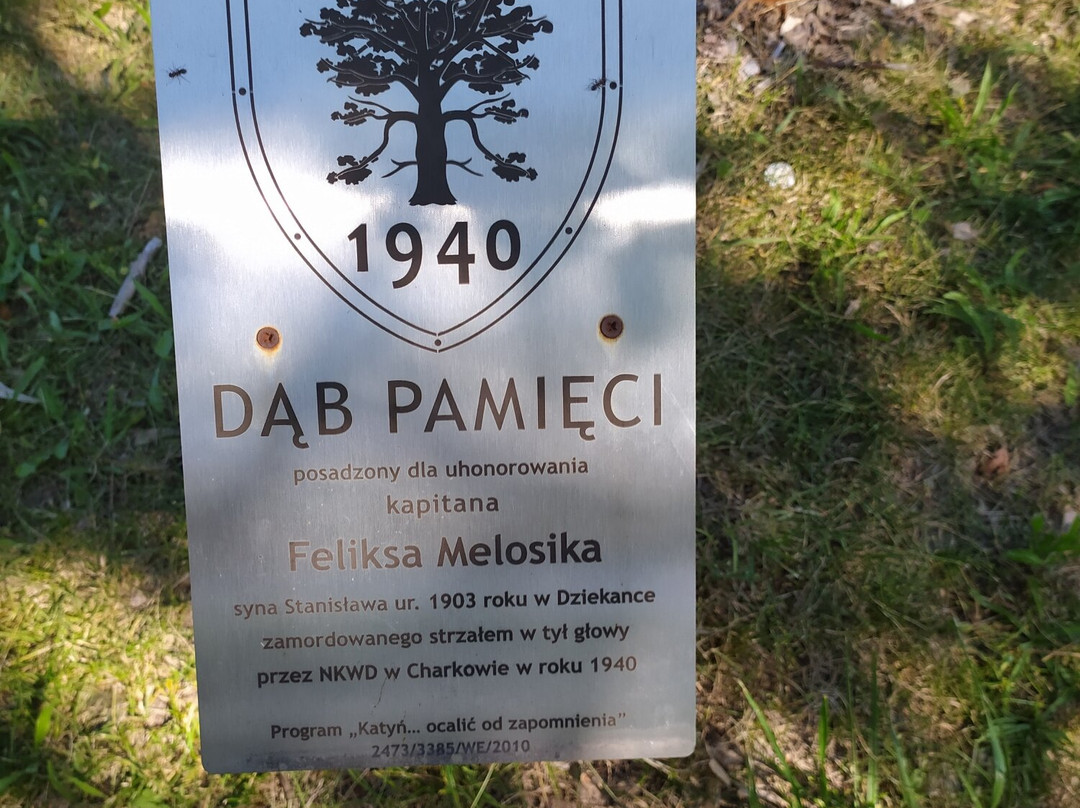 1940
DĄB PAMIĘCI
posadzony dla uhonorowania
kapitana
Feliksa Melosika
syna Stanisława ur. 1903 roku w Dziekance
zamordowanego strzałem w tył głowy
przez NKWD w Charkowie w roku 1940
Program „Katyń... ocalić od zapomnienia”
2473/3385/WE/2010